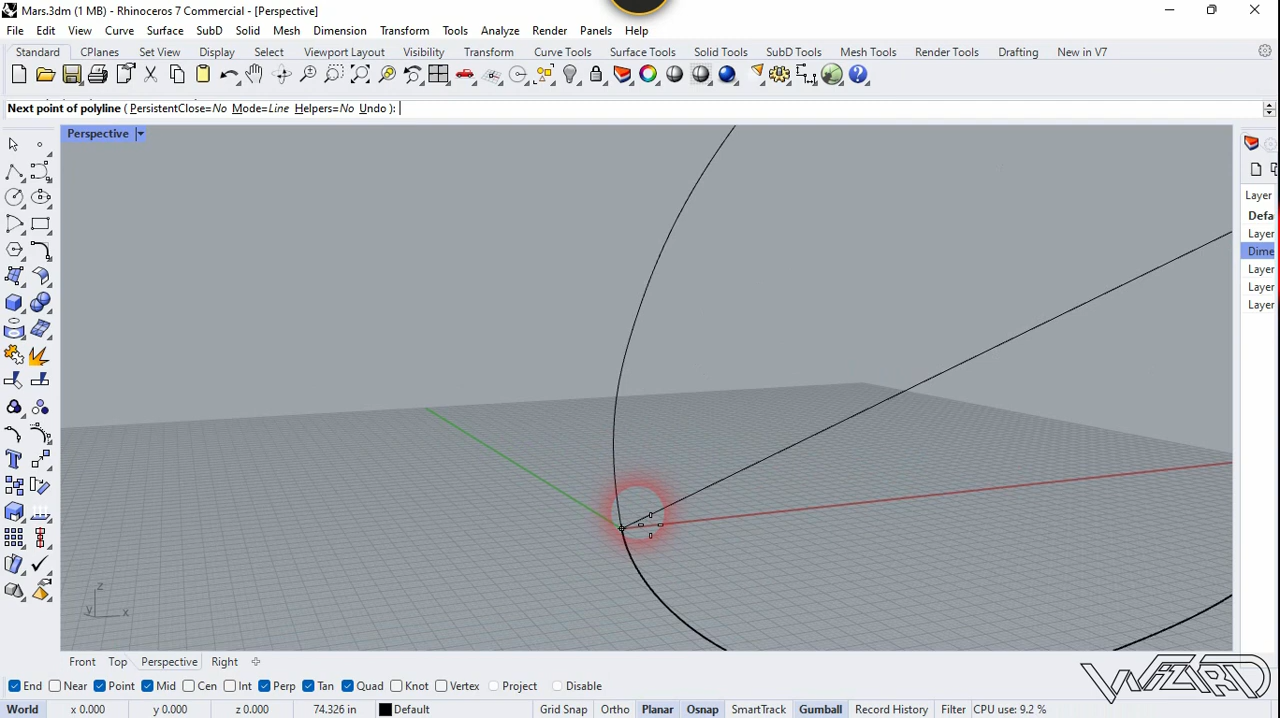 Mars.3dm (1 MB) - Rhinoceros 7 Commercial - [Perspective]
File Edit View Curve Surface SubD Solid Mesh Dimension Transform Tools Analyze Render Panels Help
Standard CPlanes Set View Display Select Viewport Layout Visibility Transform Curve Tools Surface Tools Solid Tools SubD Tools Mesh Tools Render Tools Drafting New in V7
Next point of polyline ( PersistentClose=No Mode=Line Helpers=No Undo ):
Perspective
Layer
Defa
Layer
Dime
Layer
Layer
Layer
z
y x
Front Top Perspective Right
WIZARD
End Near Point Mid Cen Int Perp Tan Quad Knot Vertex Project Disable
World x 0.000 y 0.000 z 0.000 74.326 in Default Grid Snap Ortho Planar Osnap SmartTrack Gumball Record History Filter CPU use: 9.2 %